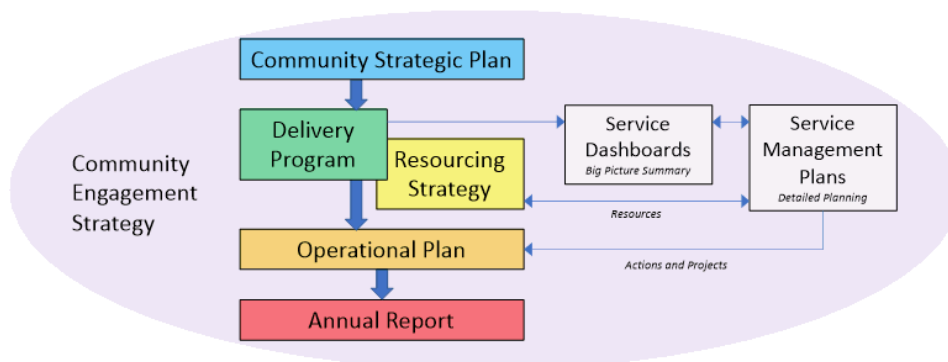 Community Strategic Plan
Delivery
Program
Resourcing
Strategy
Service
Dashboards
Big Picture Summary
Service
Management
Plans
Detailed Planning
Community
Engagement
Strategy
Resources
Operational Plan
Actions and Projects
Annual Report